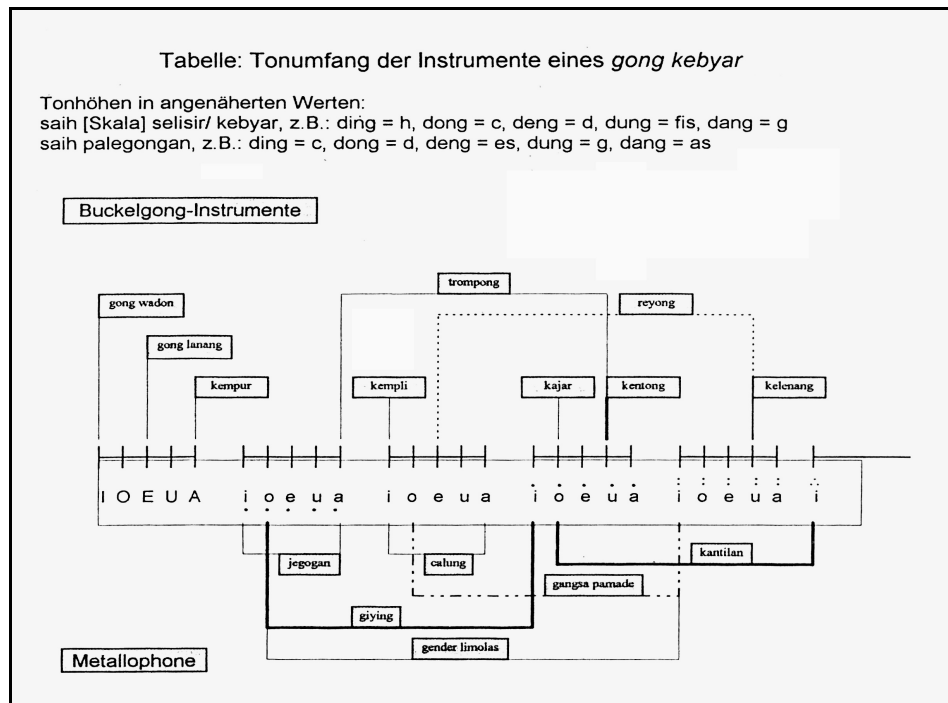 Tabelle: Tonumfang der Instrumente eines gong kebyar
Tonhöhen in angenäherten Werten:
saih [Skala] selisir/ kebyar, z.B.: ding = h, dong = c, deng = d, dung = fis, dang = g
saih palegongan, z.B.: ding = c, dong = d, deng = es, dung = g, dang = as
Buckelgong-Instrumente
trompong
gong wadon
reyong
gong lanang
kempur
kempli
kajar
kentong
kelenang
I O E U A i o e u a i o e u a i o e u a i o e u a i
jegogan
calung
kantilan
gangsa pamade
giying
gender limolas
Metallophone